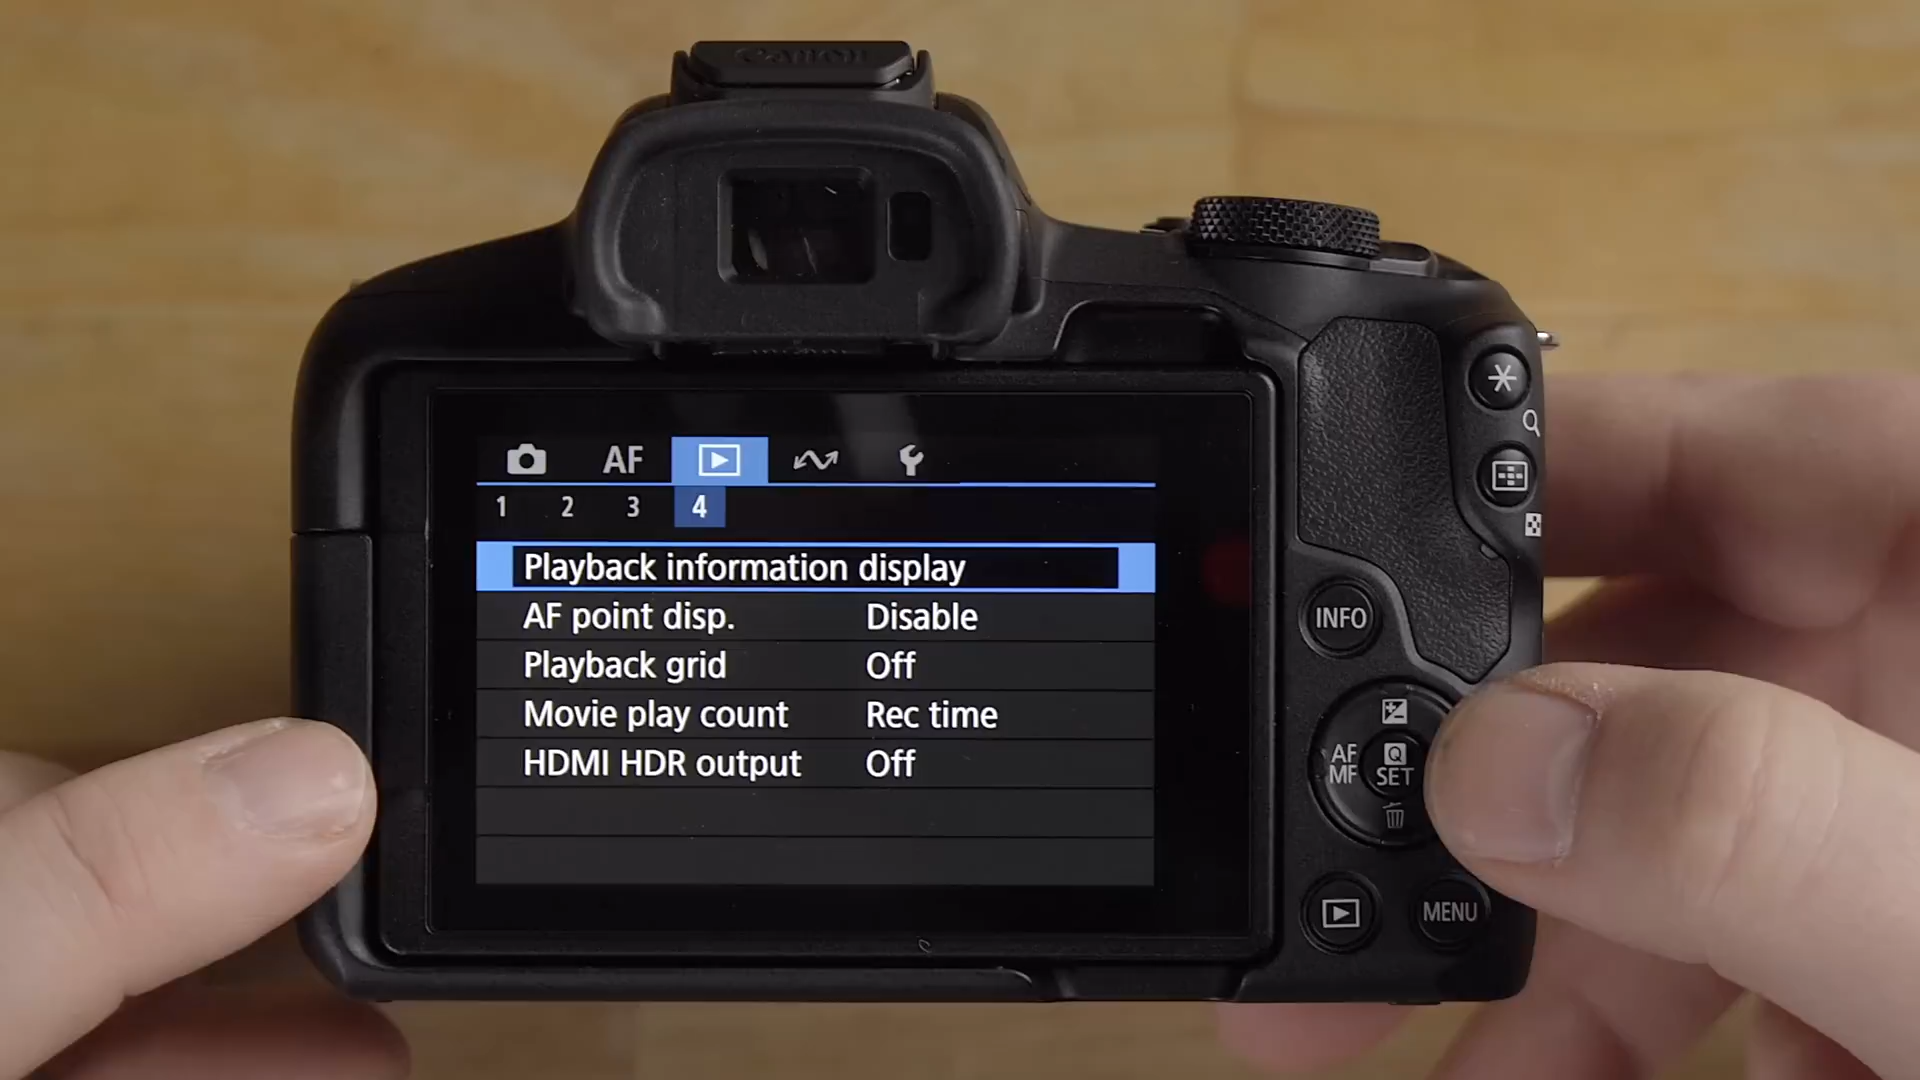 Canon
AF
1 2 3 4
Playback information display
AF point disp. Disable
Playback grid Off
Movie play count Rec time
HDMI HDR output Off
INFO
AF
MF
Q
SET
MENU